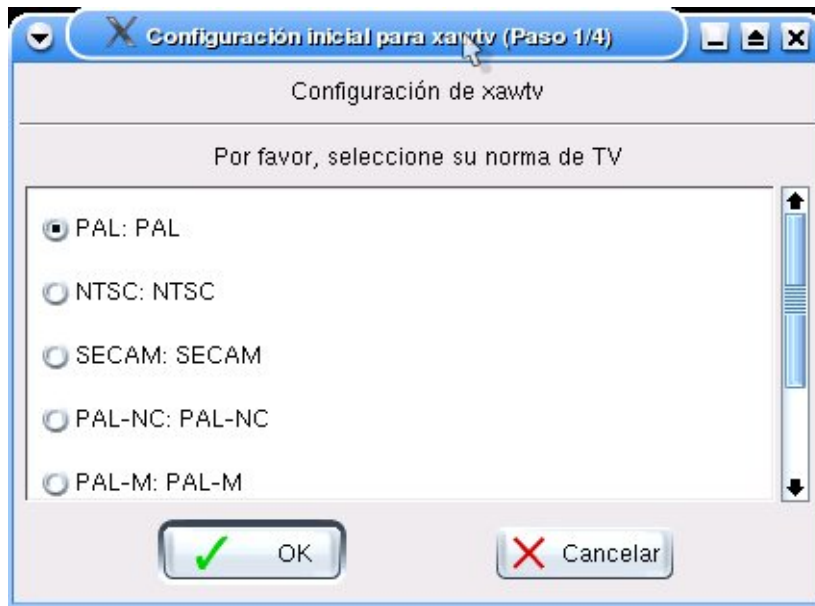 Configuración inicial para xawtv (Paso 1/4)
Configuración de xawtv
Por favor, seleccione su norma de TV
PAL: PAL
NTSC: NTSC
SECAM: SECAM
PAL-NC: PAL-NC
PAL-M: PAL-M
OK
Cancelar